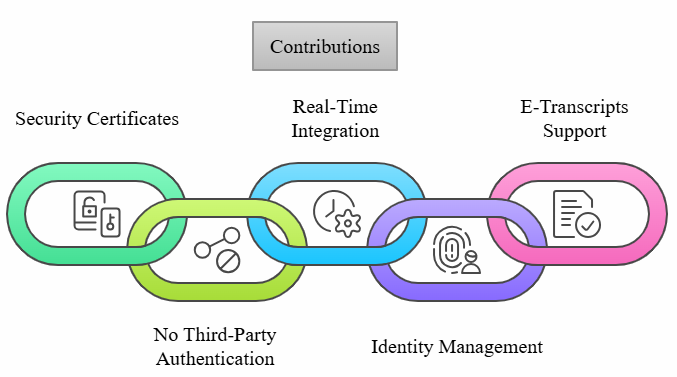 Contributions
Security Certificates
Real-Time
Integration
E-Transcripts
Support
No Third-Party
Authentication
Identity Management